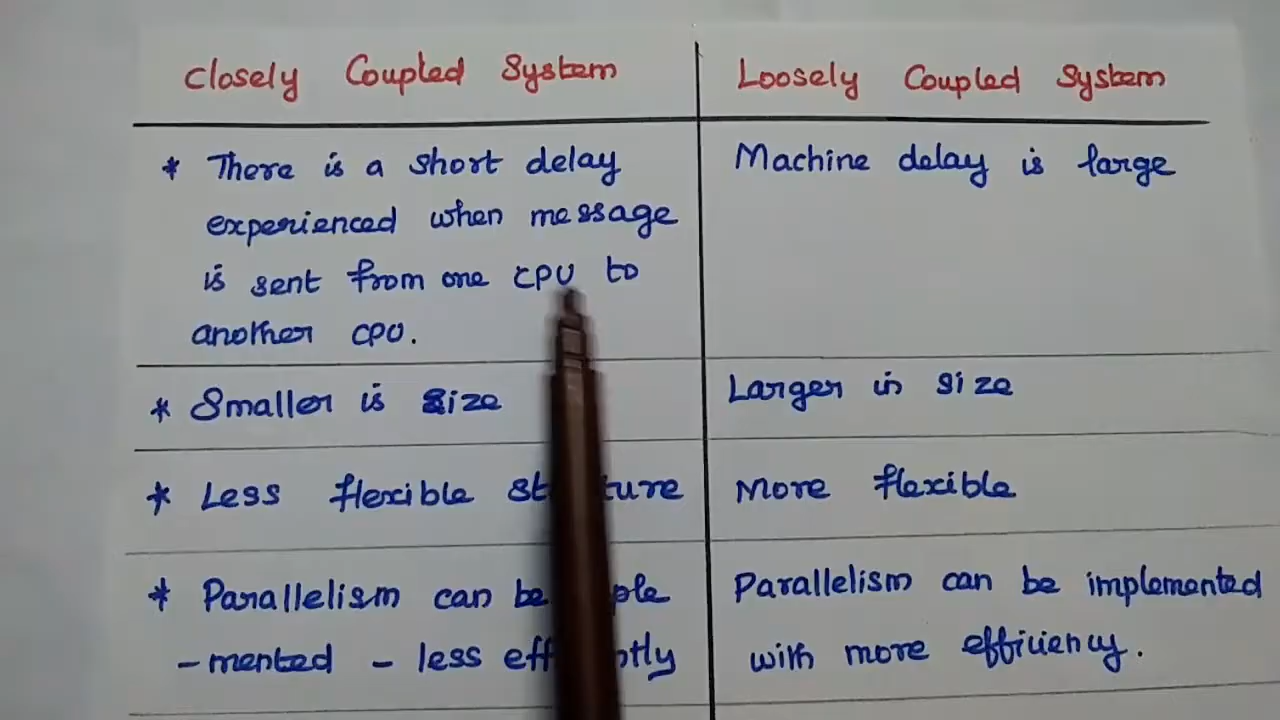 Closely Coupled System
Loosely Coupled System
* There is a short delay
experienced when message
is sent from one CPU to
another CPU.
Machine delay is large
* Smaller is size
Larger in size
* Less flexible
More flexible
* Parallelism can be
-mented - less
Parallelism can be implemented
with more efficiency.